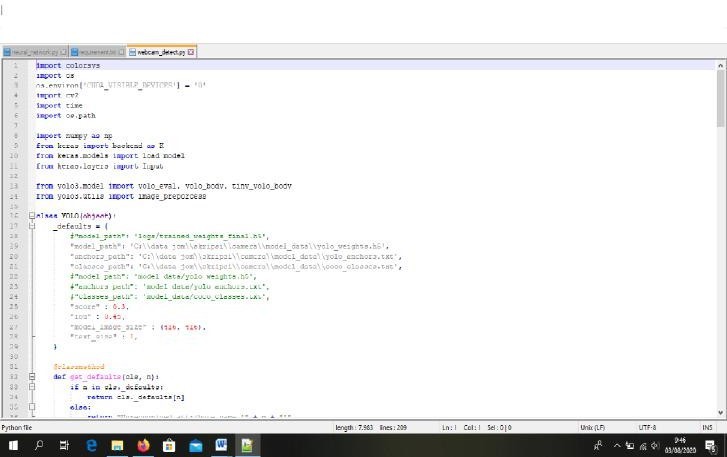 neural_network.py requirement.txt webcam_detect.py
1 import colorsys
2 import os
3 os.environ['CUDA_VISIBLE_DEVICES'] = '0'
4 import cv2
5 import time
6 import os.path
7
8 import numpy as np
9 from keras import backend as K
10 from keras.models import load_model
11 from keras.layers import Input
12
13 from yolo3.model import yolo_eval, yolo_body, tiny_yolo_body
14 from yolo3.utils import image_preporcess
15
16 class YOLO(object):
17 _defaults = {
18 #"model_path": 'logs/trained_weights_final.h5',
19 "model_path": 'C:\\data jom\\skripsi\\camera\\model_data\\yolo_weights.h5',
20 "anchors_path": 'C:\\data jom\\skripsi\\camera\\model_data\\yolo_anchors.txt',
21 "classes_path": 'C:\\data jom\\skripsi\\camera\\model_data\\coco_classes.txt',
22 #"model_path": 'model_data/yolo_weights.h5',
23 #"anchors_path": 'model_data/yolo_anchors.txt',
24 #"classes_path": 'model_data/coco_classes.txt',
25 "score" : 0.3,
26 "iou" : 0.45,
27 "model_image_size" : (416, 416),
28 "text_size" : 1,
29 }
30
31 @classmethod
32 def get_defaults(cls, n):
33 if n in cls._defaults:
34 return cls._defaults[n]
35 else:
Python file length : 7.983 lines : 209 Ln : 1 Col : 1 Sel : 0 | 0 Unix (LF) UTF-8 INS
9:46
03/08/2020